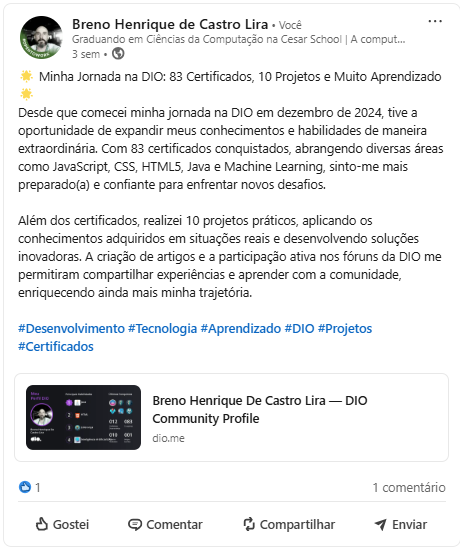 Breno Henrique de Castro Lira • Você
Graduando em Ciências da Computação na Cesar School | A comput...
3 sem •
🌟 Minha Jornada na DIO: 83 Certificados, 10 Projetos e Muito Aprendizado
🌟
Desde que comecei minha jornada na DIO em dezembro de 2024, tive a
oportunidade de expandir meus conhecimentos e habilidades de maneira
extraordinária. Com 83 certificados conquistados, abrangendo diversas áreas
como JavaScript, CSS, HTML5, Java e Machine Learning, sinto-me mais
preparado(a) e confiante para enfrentar novos desafios.
Além dos certificados, realizei 10 projetos práticos, aplicando os
conhecimentos adquiridos em situações reais e desenvolvendo soluções
inovadoras. A criação de artigos e a participação ativa nos fóruns da DIO me
permitiram compartilhar experiências e aprender com a comunidade,
enriquecendo ainda mais minha trajetória.
#Desenvolvimento #Tecnologia #Aprendizado #DIO #Projetos
#Certificados
dio.
Breno Henrique De Castro Lira — DIO
Community Profile
dio.me
1
1 comentário
Gostei
Comentar
Compartilhar
Enviar